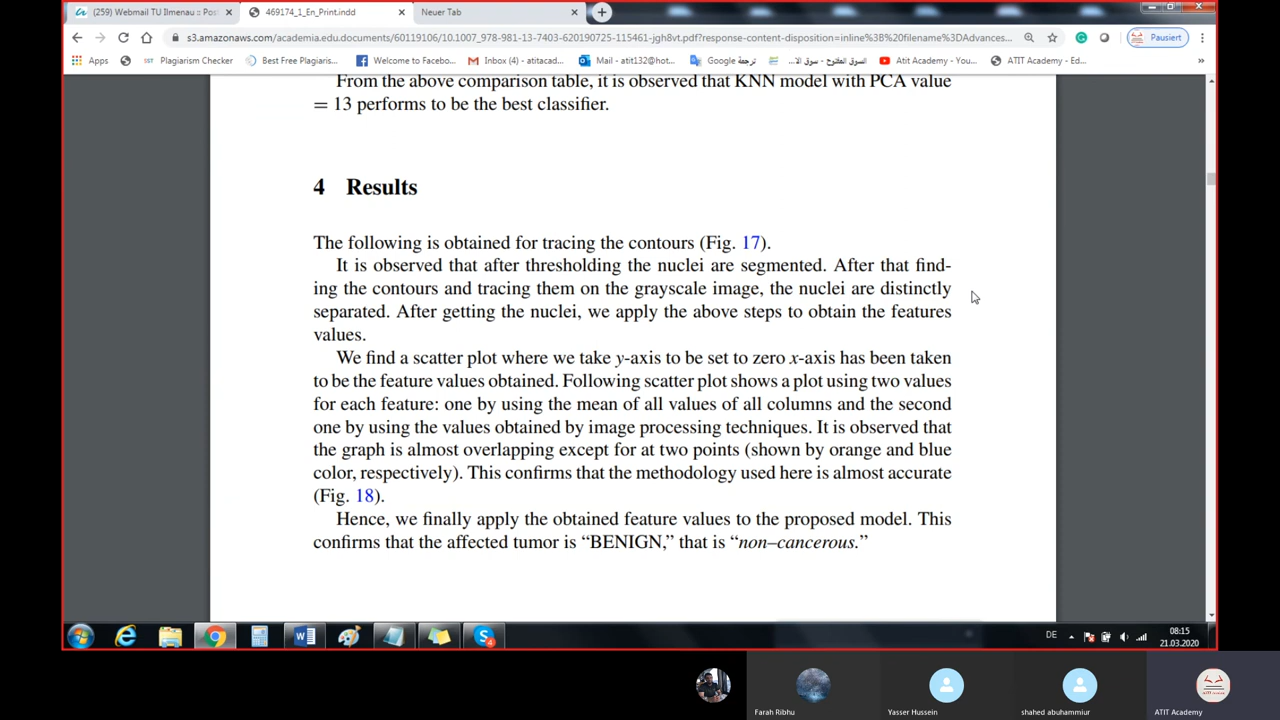 (259) Webmail TU Ilmenau :: Pos
469174_1_En_Print.indd
Neuer Tab
s3.amazonaws.com/academia.edu.documents/60119106/10.1007_978-981-13-7403-620190725-115461-jgh8vt.pdf?response-content-disposition=inline%3B%20filename%3DAdvances...
Pausiert
Apps
Plagiarism Checker
Best Free Plagiaris...
Welcome to Facebo...
Inbox (4) - atitacad...
Mail - atit132@hot...
ترجمة Google
السوق المفتوح - سوق الا...
Atit Academy - You...
ATIT Academy - Ed...
»
From the above comparison table, it is observed that KNN model with PCA value
= 13 performs to be the best classifier.
4 Results
The following is obtained for tracing the contours (Fig. 17).
It is observed that after thresholding the nuclei are segmented. After that find-
ing the contours and tracing them on the grayscale image, the nuclei are distinctly
separated. After getting the nuclei, we apply the above steps to obtain the features
values.
We find a scatter plot where we take y-axis to be set to zero x-axis has been taken
to be the feature values obtained. Following scatter plot shows a plot using two values
for each feature: one by using the mean of all values of all columns and the second
one by using the values obtained by image processing techniques. It is observed that
the graph is almost overlapping except for at two points (shown by orange and blue
color, respectively). This confirms that the methodology used here is almost accurate
(Fig. 18).
Hence, we finally apply the obtained feature values to the proposed model. This
confirms that the affected tumor is “BENIGN,” that is “non–cancerous.”
DE
08:15
21.03.2020
Farah Ribhu
Yasser Hussein
shahed abuhammiur
ATIT Academy